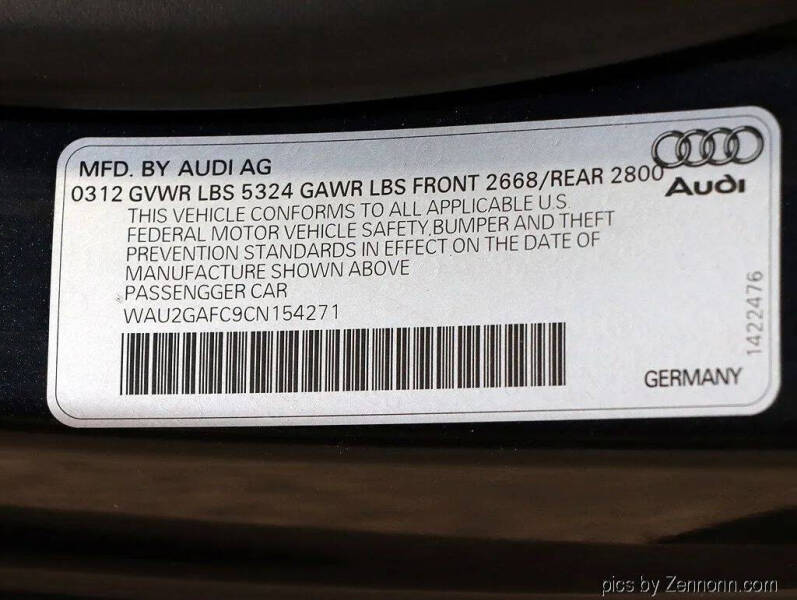 MFD. BY AUDI AG
0312 GVWR LBS 5324 GAWR LBS FRONT 2668/REAR 2800
Audi
THIS VEHICLE CONFORMS TO ALL APPLICABLE U.S.
FEDERAL MOTOR VEHICLE SAFETY,BUMPER AND THEFT
PREVENTION STANDARDS IN EFFECT ON THE DATE OF
MANUFACTURE SHOWN ABOVE
PASSENGGER CAR
WAU2GAFC9CN154271
1422476
GERMANY
pics by Zennonn.com